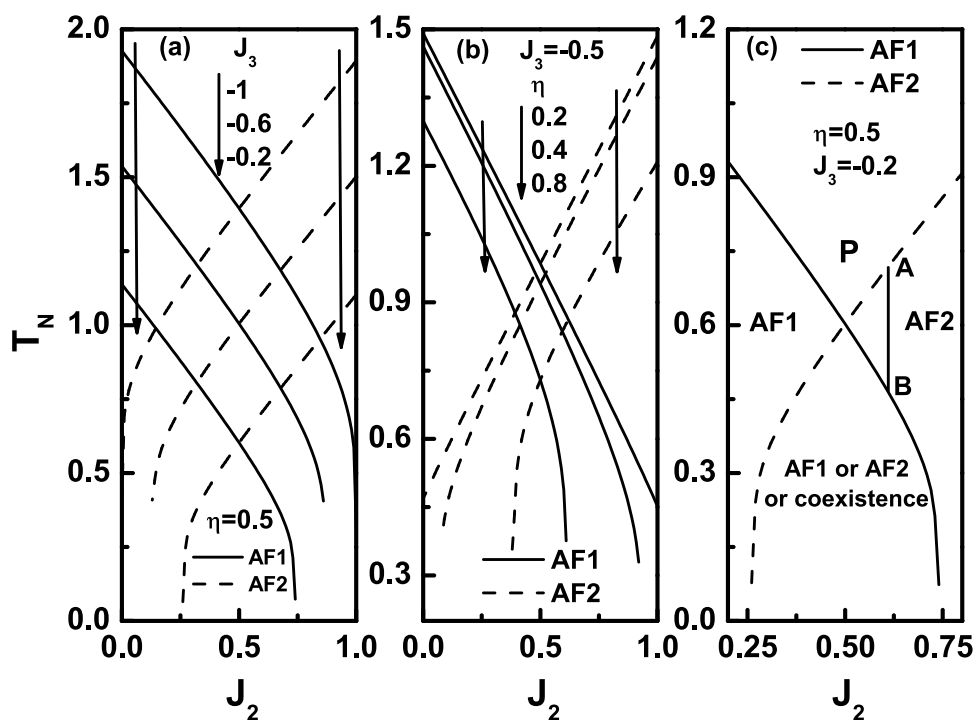 (a)
J3
-1
-0.6
-0.2
η=0.5
AF1
AF2
2.0
1.5
1.0
0.5
0.0
TN
0.0 0.5 1.0
J2
(b)
J3=-0.5
η
0.2
0.4
0.8
AF1
AF2
1.5
1.2
0.9
0.6
0.3
0.0 0.5 1.0
J2
(c)
AF1
AF2
η=0.5
J3=-0.2
P
A
AF1
AF2
B
AF1 or AF2
or coexistence
1.2
0.9
0.6
0.3
0.0
0.25 0.50 0.75
J2